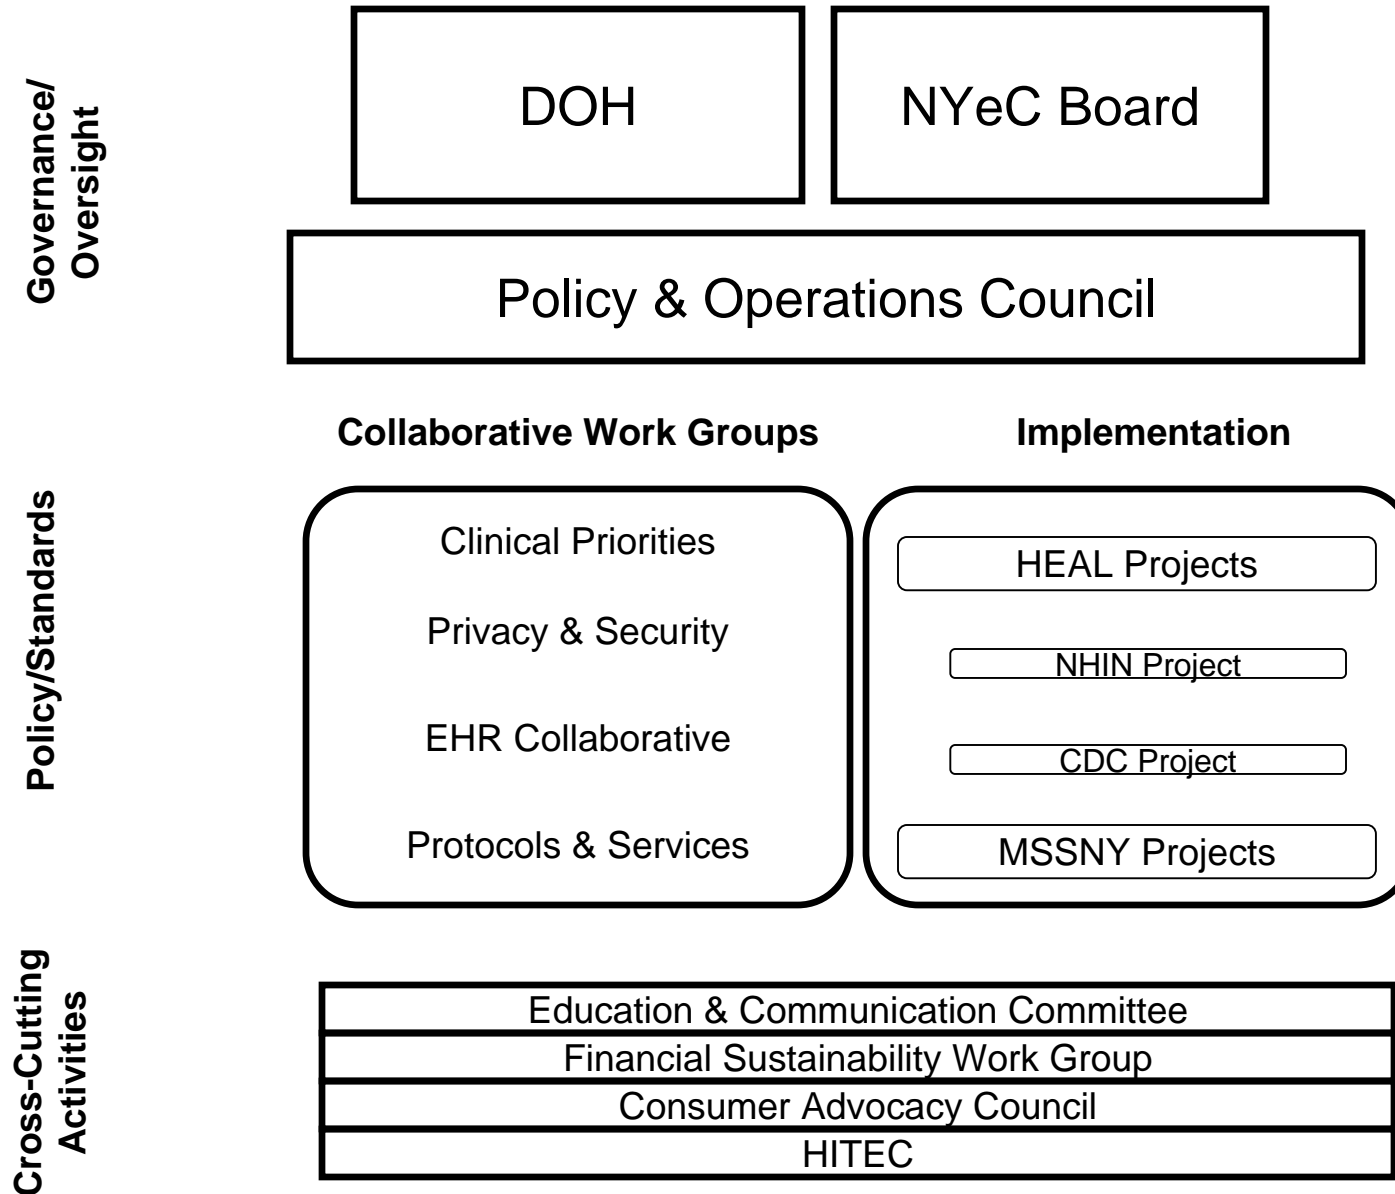 Governance/
Oversight
DOH
NYeC Board
Policy & Operations Council
Policy/Standards
Collaborative Work Groups
Clinical Priorities
Privacy & Security
EHR Collaborative
Protocols & Services
Implementation
HEAL Projects
NHIN Project
CDC Project
MSSNY Projects
Cross-Cutting
Activities
Education & Communication Committee
Financial Sustainability Work Group
Consumer Advocacy Council
HITEC